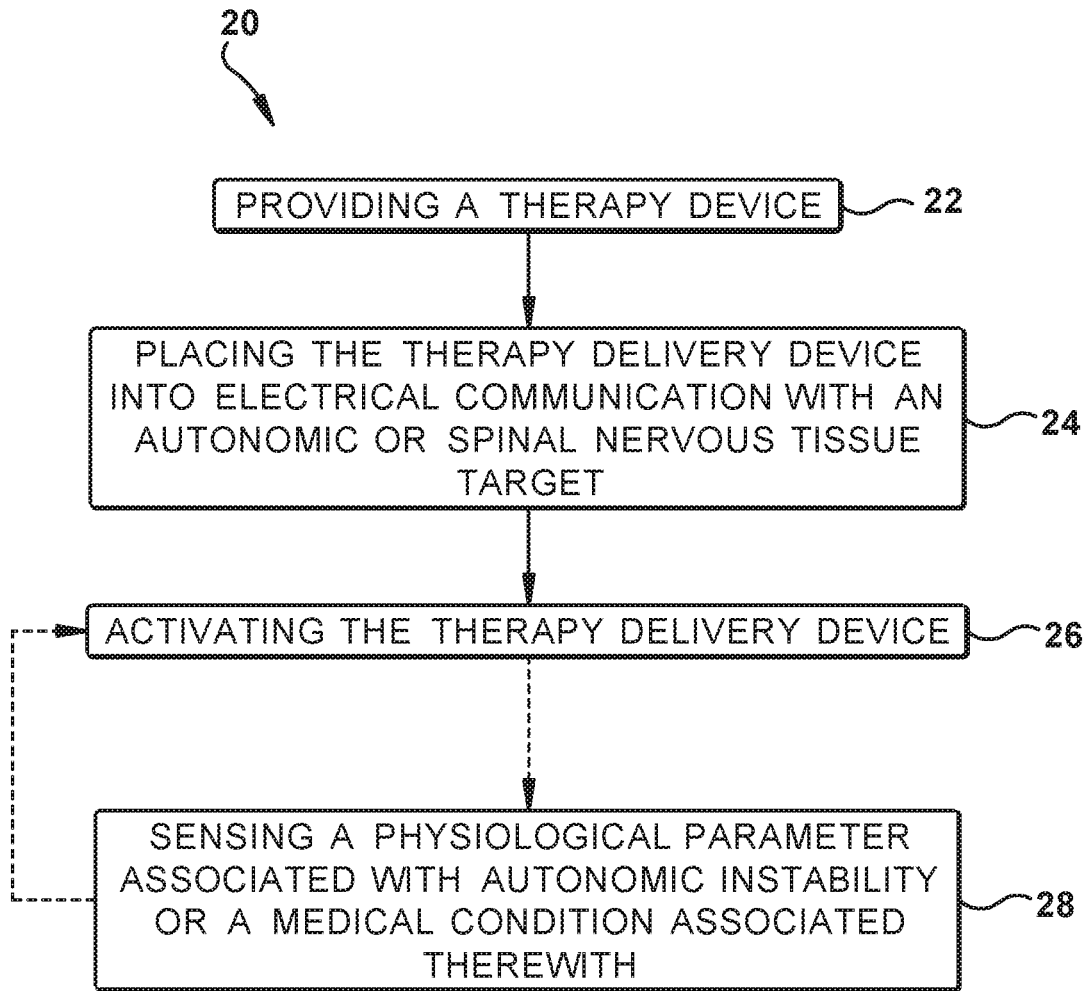 20
PROVIDING A THERAPY DEVICE
22
PLACING THE THERAPY DELIVERY DEVICE
INTO ELECTRICAL COMMUNICATION WITH AN
AUTONOMIC OR SPINAL NERVOUS TISSUE
TARGET
24
ACTIVATING THE THERAPY DELIVERY DEVICE
26
SENSING A PHYSIOLOGICAL PARAMETER
ASSOCIATED WITH AUTONOMIC INSTABILITY
OR A MEDICAL CONDITION ASSOCIATED
THEREWITH
28